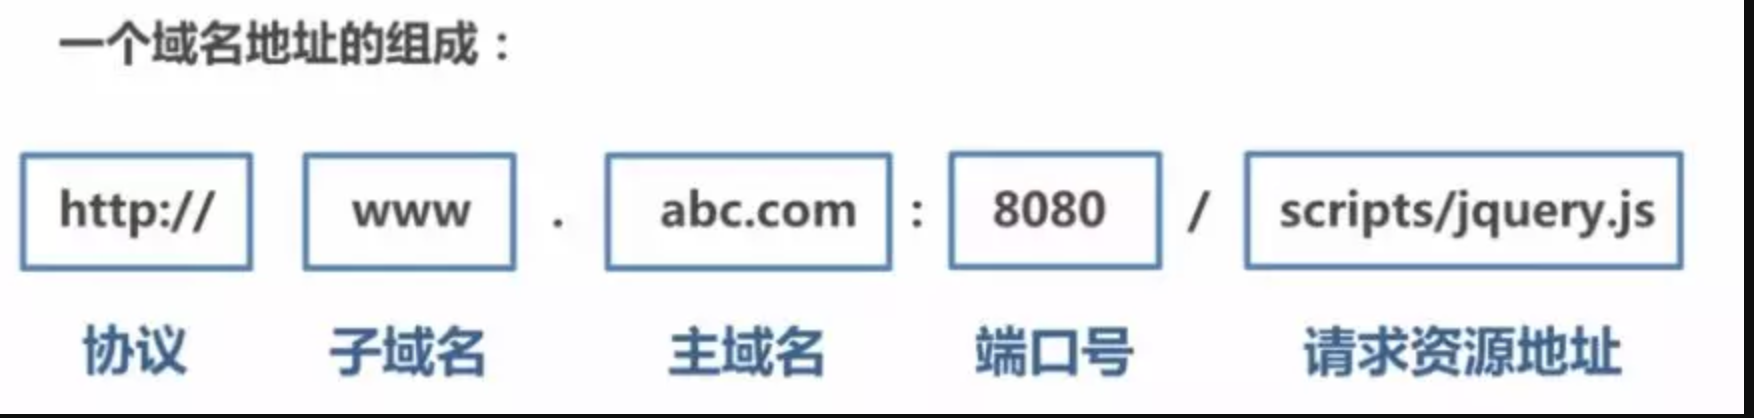 一个域名地址的组成：
http:// www . abc.com : 8080 / scripts/jquery.js
协议 子域名 主域名 端口号 请求资源地址